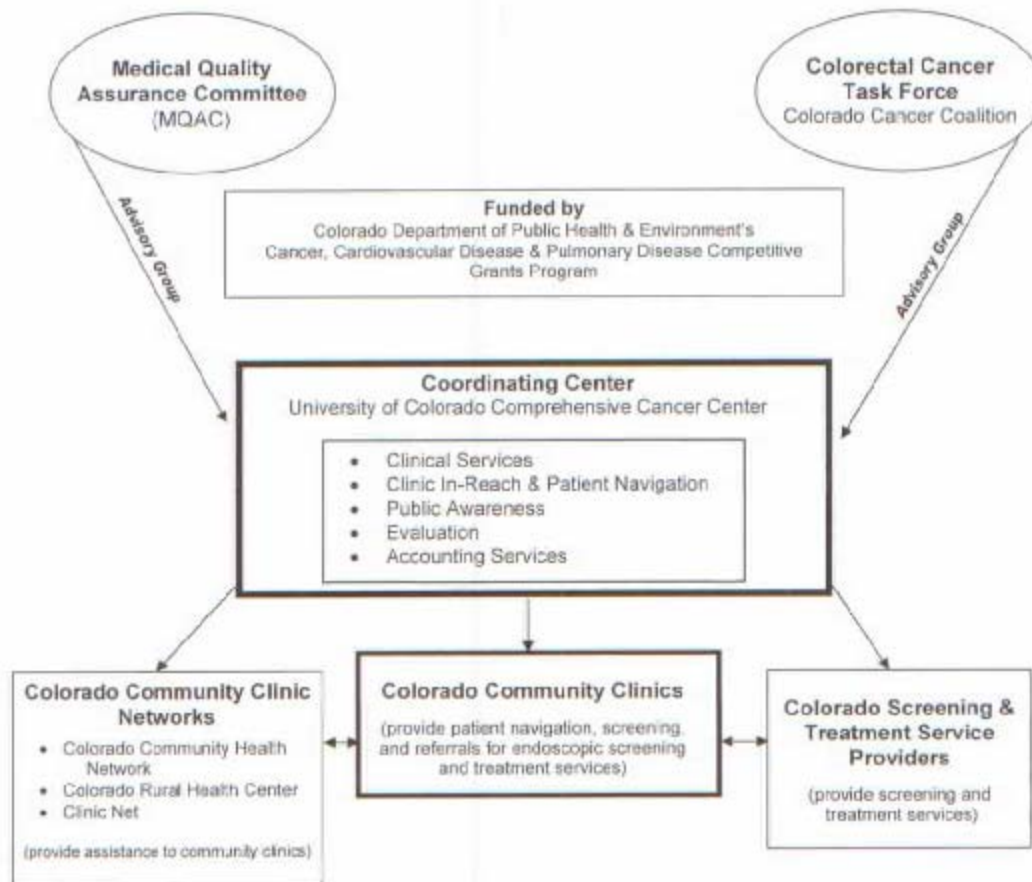 Medical Quality
Assurance Committee
(MQAC)
Colorectal Cancer
Task Force
Colorado Cancer Coalition
Advisory Group
Funded by
Colorado Department of Public Health & Environment's
Cancer, Cardiovascular Disease & Pulmonary Disease Competitive
Grants Program
Advisory Group
Coordinating Center
University of Colorado Comprehensive Cancer Center
• Clinical Services
• Clinic In-Reach & Patient Navigation
• Public Awareness
• Evaluation
• Accounting Services
Colorado Community Clinic
Networks
• Colorado Community Health
Network
• Colorado Rural Health Center
• Clinic Net
(provide assistance to community clinics)
Colorado Community Clinics
(provide patient navigation, screening,
and referrals for endoscopic screening
and treatment services)
Colorado Screening &
Treatment Service
Providers
(provide screening and
treatment services)